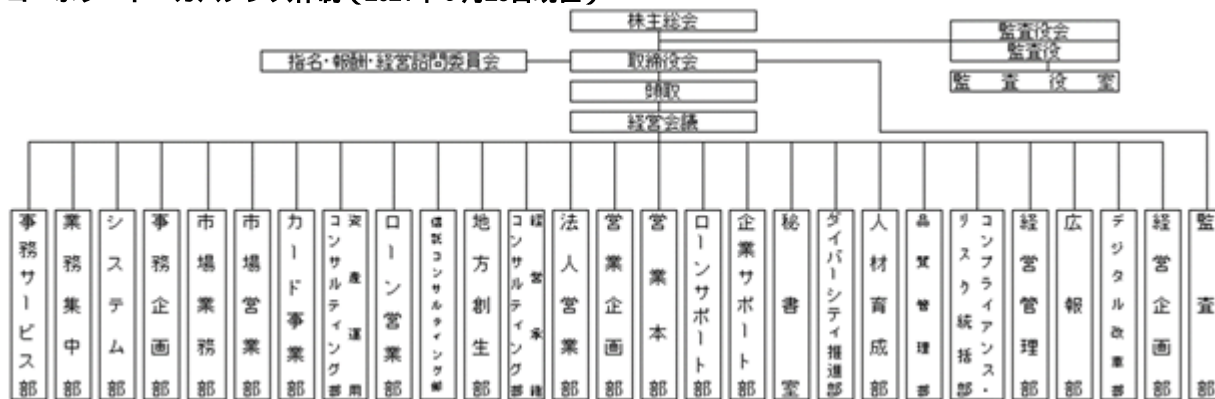 株主総会
監査役会
監査役
指名・報酬・経営諮問委員会
取締役会
頭取
監査役室
経営会議
事務サービス部
業務集中部
システム部
事務企画部
市場業務部
市場営業部
カード事業部
資産運用コンサルティング部
ローン営業部
信託コンサルティング部
地方創生部
経営承継コンサルティング部
法人営業部
営業企画部
営業本部
ローンサポート部
企業サポート部
秘書室
ダイバーシティ推進部
人材育成部
品質管理部
コンプライアンス・リスク統括部
経営管理部
広報部
デジタル改革部
経営企画部
監査部